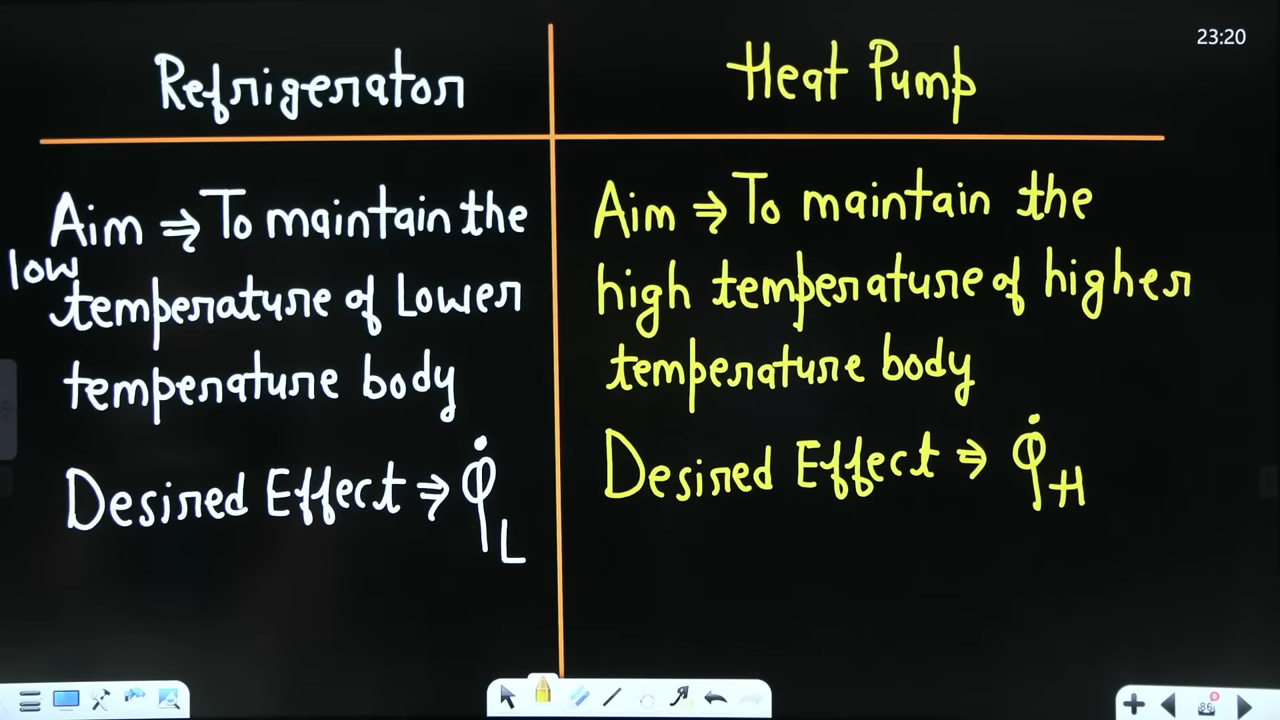 23:20
Refrigerator
Heat Pump
Aim ⇒ To maintain the
low
temperature of Lower
temperature body
Desired Effect ⇒ Q̇L
Aim ⇒ To maintain the
high temperature of higher
temperature body
Desired Effect ⇒ Q̇H
86